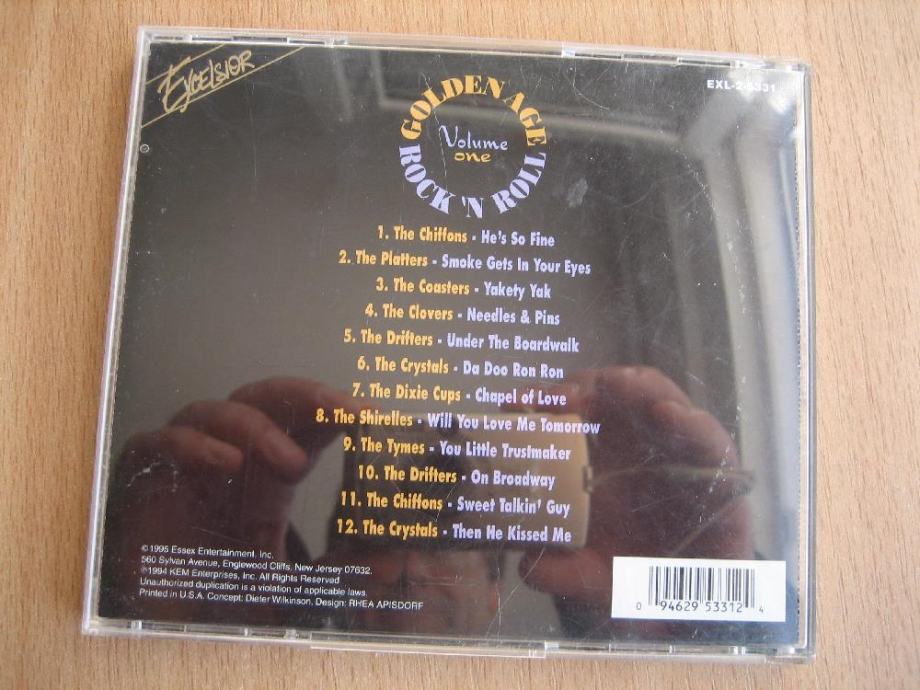 EXCELSIOR
EXL-2-5331
GOLDEN AGE
Volume
one
ROCK 'N ROLL
1. The Chiffons - He's So Fine
2. The Platters - Smoke Gets In Your Eyes
3. The Coasters - Yakety Yak
4. The Clovers - Needles & Pins
5. The Drifters - Under The Boardwalk
6. The Crystals - Da Doo Ron Ron
7. The Dixie Cups - Chapel of Love
8. The Shirelles - Will You Love Me Tomorrow
9. The Tymes - You Little Trustmaker
10. The Drifters - On Broadway
11. The Chiffons - Sweet Talkin' Guy
12. The Crystals - Then He Kissed Me
©1995 Essex Entertainment, Inc.
560 Sylvan Avenue, Englewood Cliffs, New Jersey 07632.
℗1994 KEM Enterprises, Inc. All Rights Reserved
Unauthorized duplication is a violation of applicable laws.
Printed in U.S.A. Concept: Dieter Wilkinson, Design: RHEA APISDORF
0 94629 53312 4